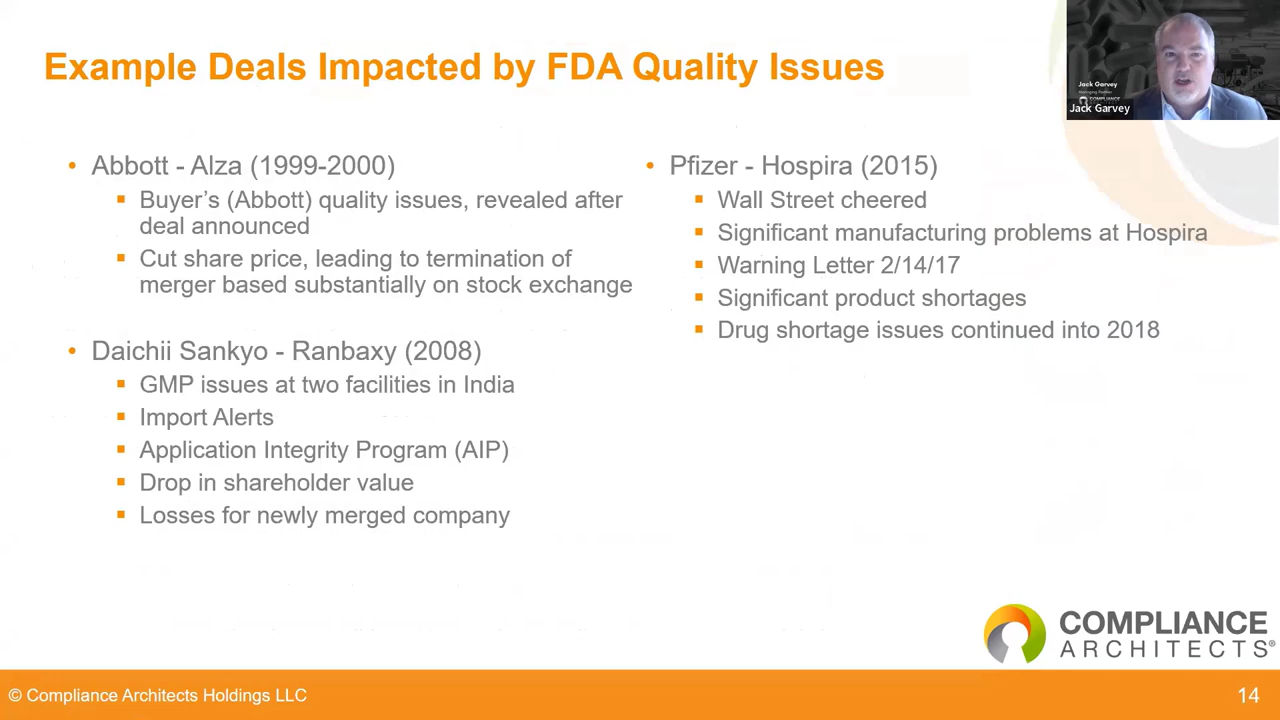 Example Deals Impacted by FDA Quality Issues
Jack Garvey
COMPLIANCE
Jack Garvey
• Abbott - Alza (1999-2000)
▪ Buyer's (Abbott) quality issues, revealed after
deal announced
▪ Cut share price, leading to termination of
merger based substantially on stock exchange
• Daichii Sankyo - Ranbaxy (2008)
▪ GMP issues at two facilities in India
▪ Import Alerts
▪ Application Integrity Program (AIP)
▪ Drop in shareholder value
▪ Losses for newly merged company
• Pfizer - Hospira (2015)
▪ Wall Street cheered
▪ Significant manufacturing problems at Hospira
▪ Warning Letter 2/14/17
▪ Significant product shortages
▪ Drug shortage issues continued into 2018
COMPLIANCE
ARCHITECTS®
© Compliance Architects Holdings LLC
14